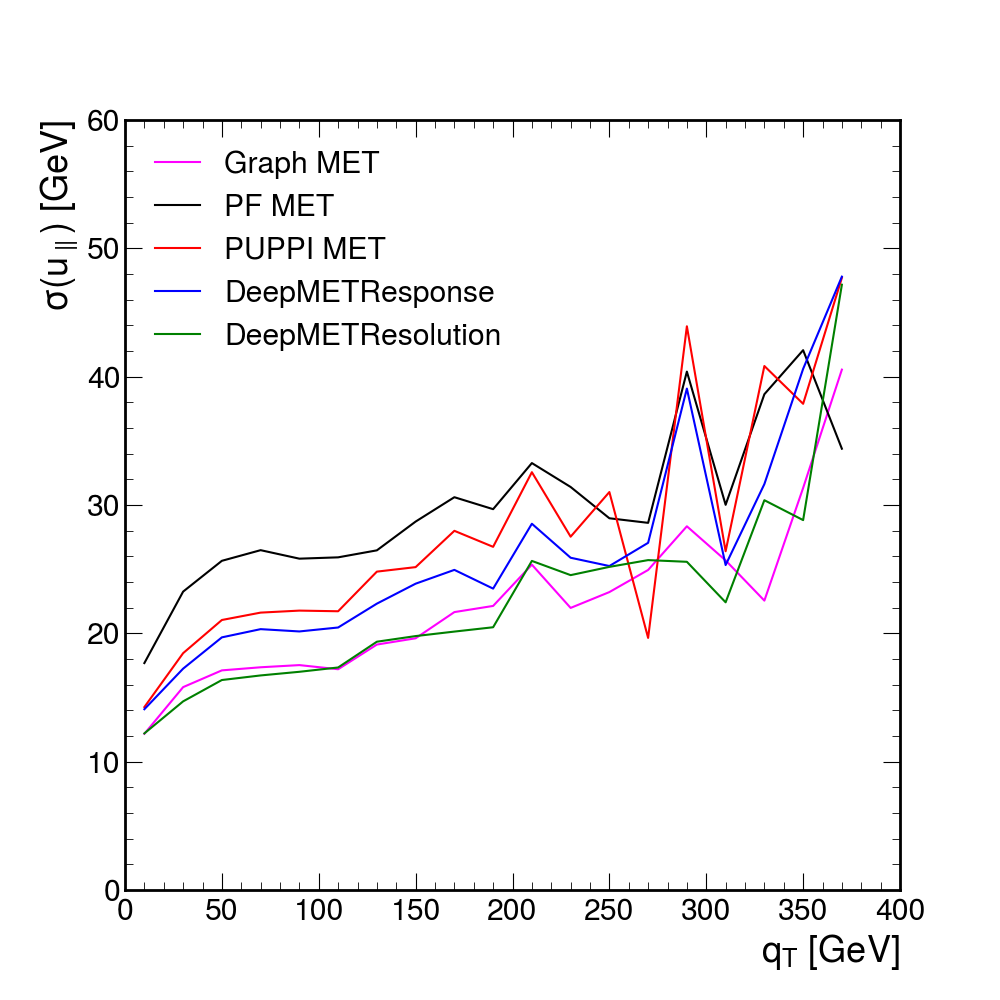 σ(u∥) [GeV]
60
50
40
30
20
10
0
Graph MET
PF MET
PUPPI MET
DeepMETResponse
DeepMETResolution
0 50 100 150 200 250 300 350 400
qT [GeV]